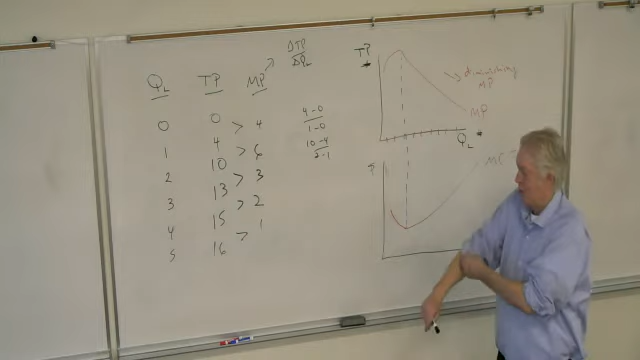 Q_L TP MP → ΔTP/ΔQ_L
0 0 > 4
1 4 > 6
2 10 > 3
3 13 > 2
4 15 > 1
5 16
4-0/1-0
10-4/2-1
TP
diminishing
MP
MP
Q_L
MC